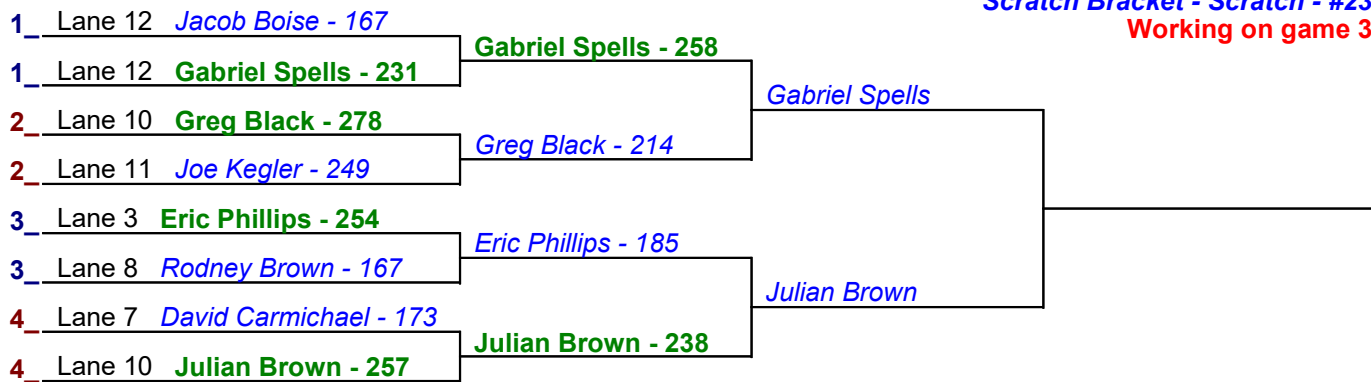 Scratch Bracket - Scratch - #23
Working on game 3
1_ Lane 12 Jacob Boise - 167
1_ Lane 12 Gabriel Spells - 231
2_ Lane 10 Greg Black - 278
2_ Lane 11 Joe Kegler - 249
3_ Lane 3 Eric Phillips - 254
3_ Lane 8 Rodney Brown - 167
4_ Lane 7 David Carmichael - 173
4_ Lane 10 Julian Brown - 257
Gabriel Spells - 258
Greg Black - 214
Eric Phillips - 185
Julian Brown - 238
Gabriel Spells
Julian Brown